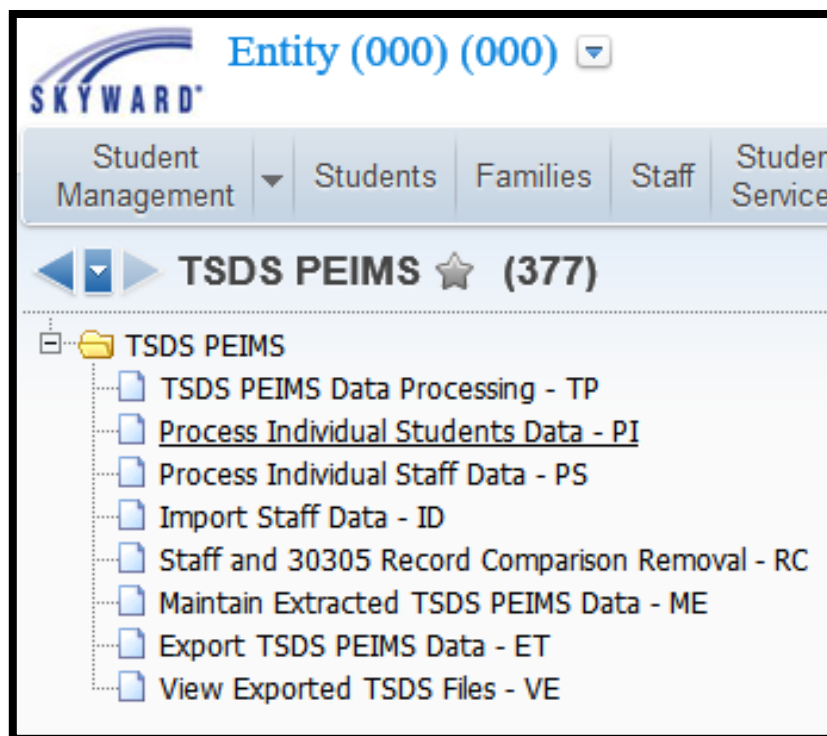 Entity (000) (000)
SKYWARD
Student Management
Students
Families
Staff
TSDS PEIMS (377)
TSDS PEIMS
TSDS PEIMS Data Processing - TP
Process Individual Students Data - PI
Process Individual Staff Data - PS
Import Staff Data - ID
Staff and 30305 Record Comparison Removal - RC
Maintain Extracted TSDS PEIMS Data - ME
Export TSDS PEIMS Data - ET
View Exported TSDS Files - VE